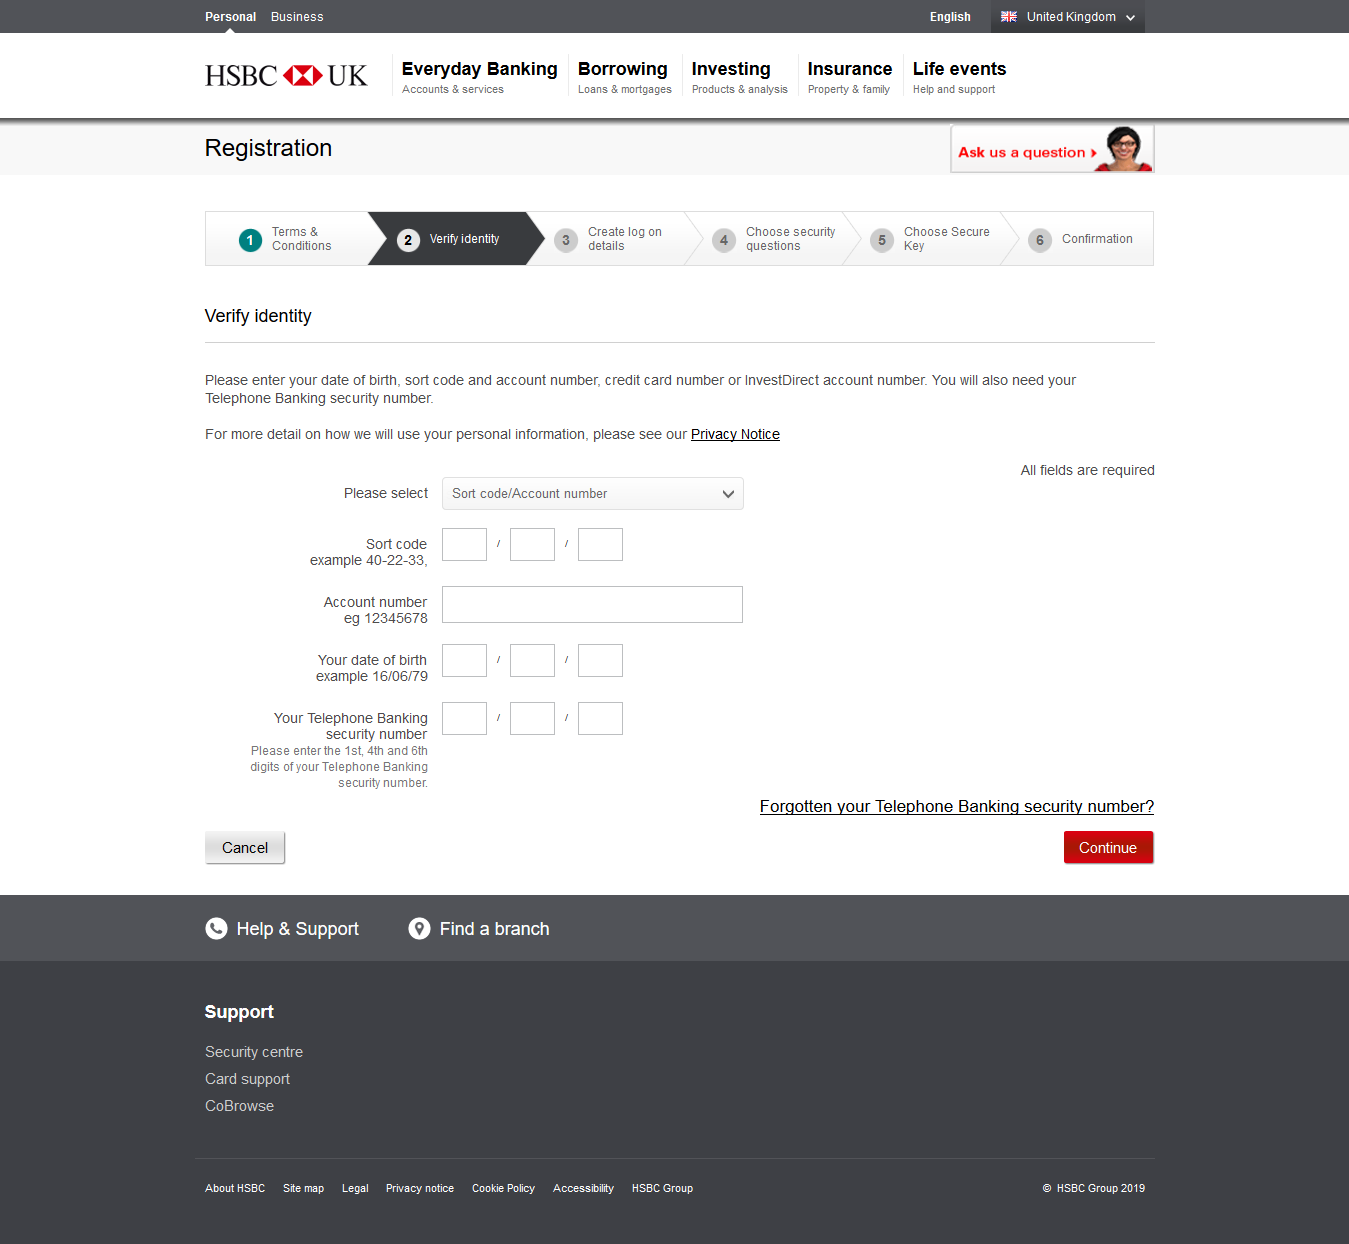 Personal Business English United Kingdom
HSBC UK
Everyday Banking Borrowing Investing Insurance Life events
Accounts & services Loans & mortgages Products & analysis Property & family Help and support
Registration
Ask us a question
1 Terms & Conditions
2 Verify identity
3 Create log on details
4 Choose security questions
5 Choose Secure Key
6 Confirmation
Verify identity
Please enter your date of birth, sort code and account number, credit card number or InvestDirect account number. You will also need your
Telephone Banking security number.
For more detail on how we will use your personal information, please see our Privacy Notice
All fields are required
Please select Sort code/Account number
Sort code / /
example 40-22-33,
Account number
eg 12345678
Your date of birth / /
example 16/06/79
Your Telephone Banking / /
security number
Please enter the 1st, 4th and 6th
digits of your Telephone Banking
security number.
Forgotten your Telephone Banking security number?
Cancel Continue
Help & Support Find a branch
Support
Security centre
Card support
CoBrowse
About HSBC Site map Legal Privacy notice Cookie Policy Accessibility HSBC Group © HSBC Group 2019